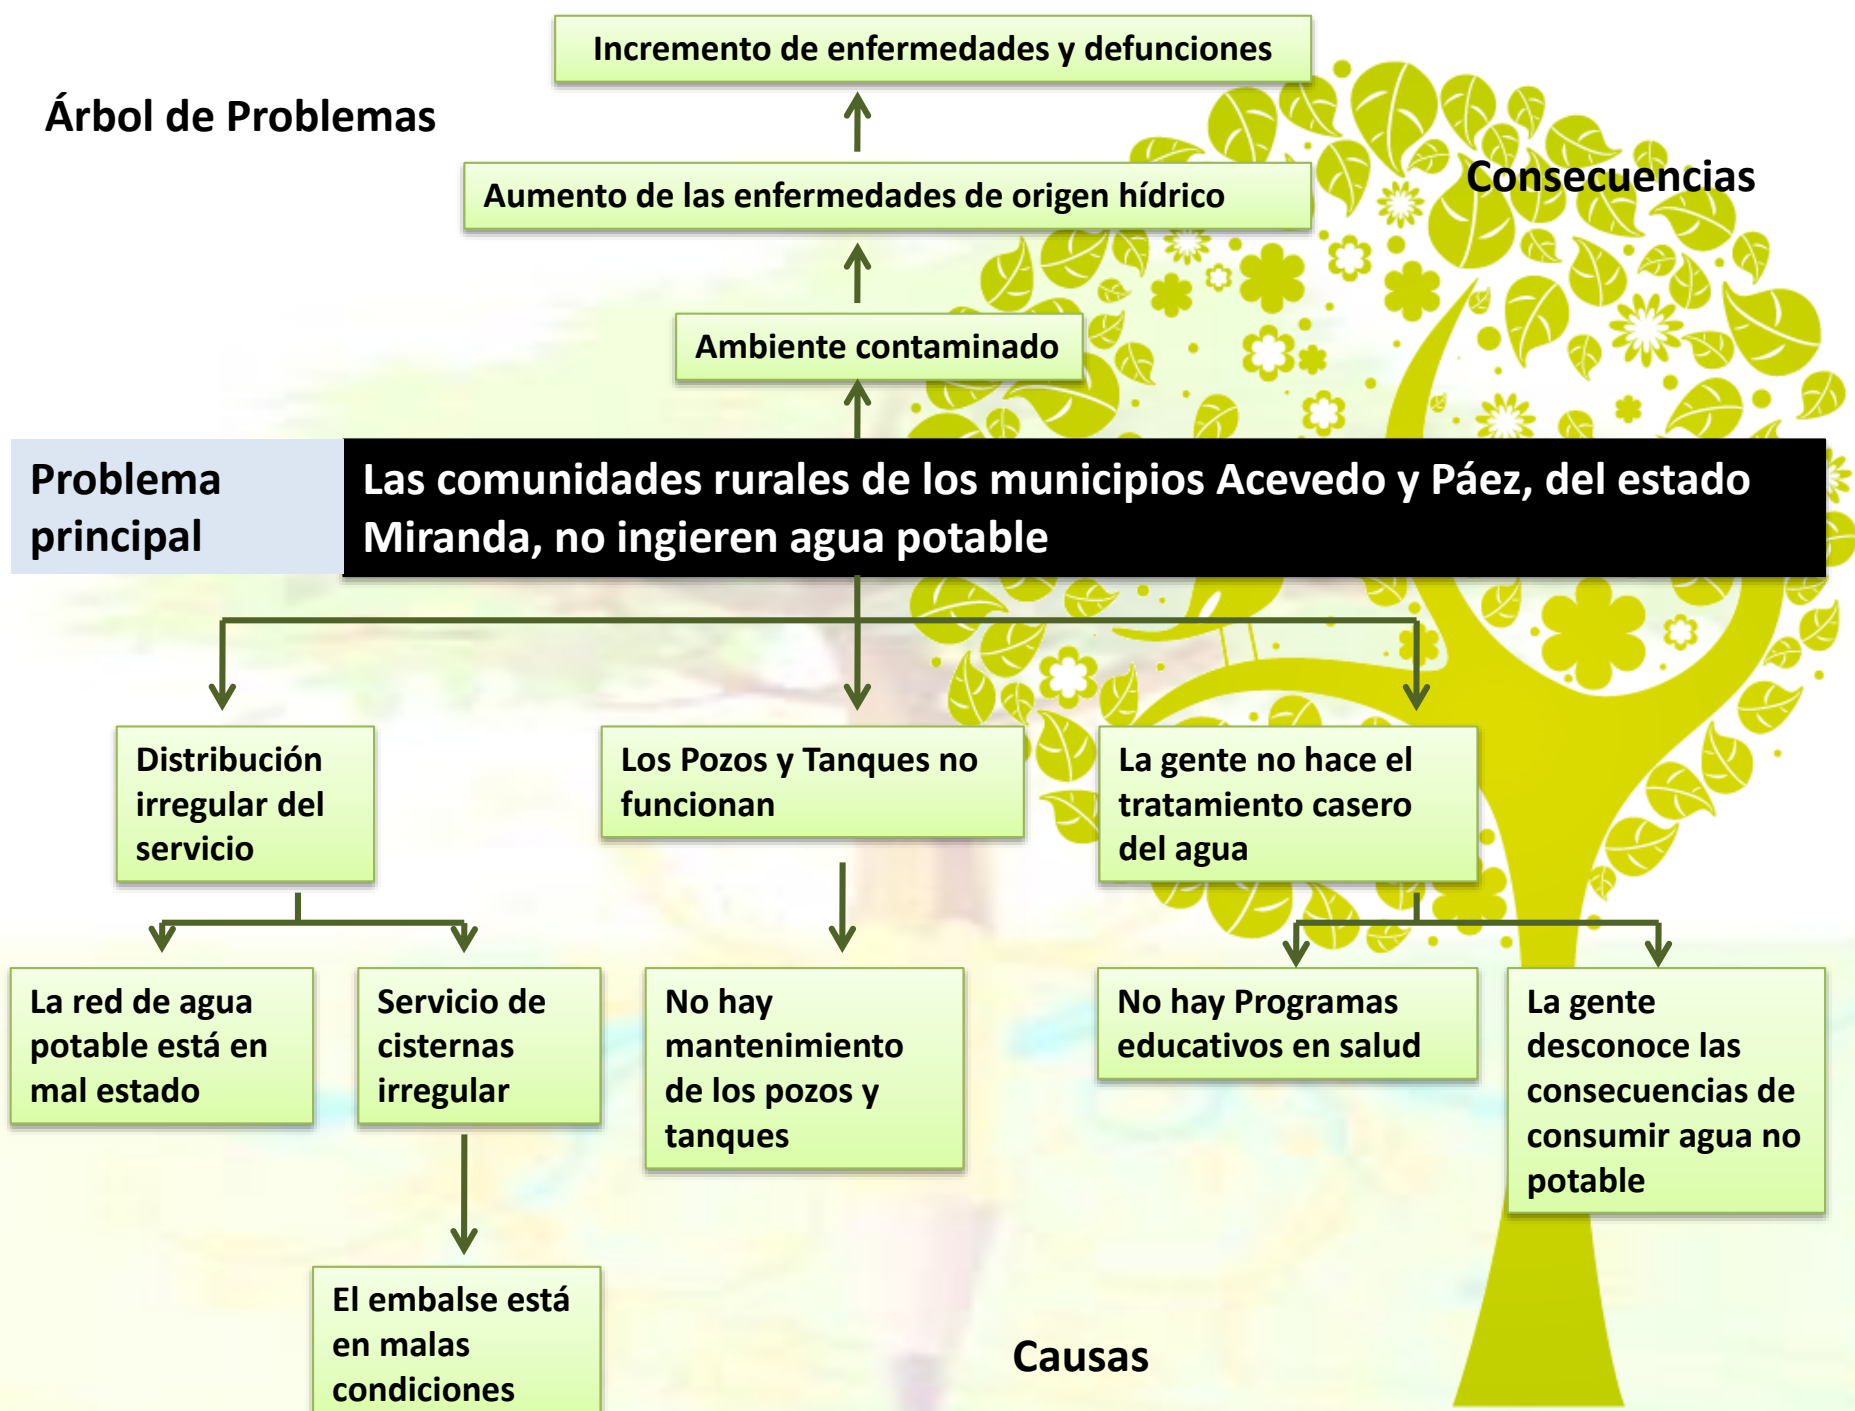 Incremento de enfermedades y defunciones
Árbol de Problemas
Consecuencias
Aumento de las enfermedades de origen hídrico
Ambiente contaminado
Problema
principal
Las comunidades rurales de los municipios Acevedo y Páez, del estado
Miranda, no ingieren agua potable
Distribución
irregular del
servicio
Los Pozos y Tanques no
funcionan
La gente no hace el
tratamiento casero
del agua
La red de agua
potable está en
mal estado
Servicio de
cisternas
irregular
No hay
mantenimiento
de los pozos y
tanques
No hay Programas
educativos en salud
La gente
desconoce las
consecuencias de
consumir agua no
potable
El embalse está
en malas
condiciones
Causas